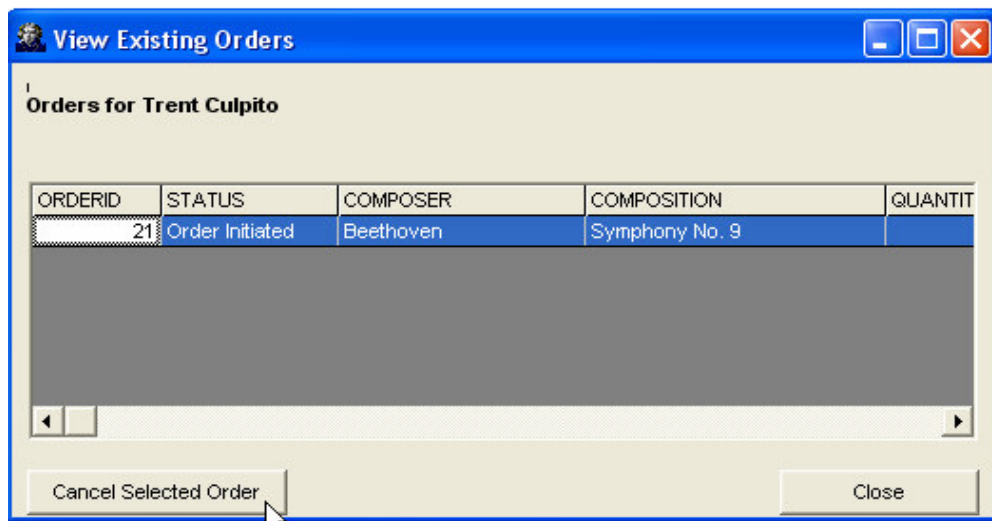 View Existing Orders
Orders for Trent Culpito
ORDERID STATUS COMPOSER COMPOSITION QUANTIT
21 Order Initiated Beethoven Symphony No. 9
Cancel Selected Order Close